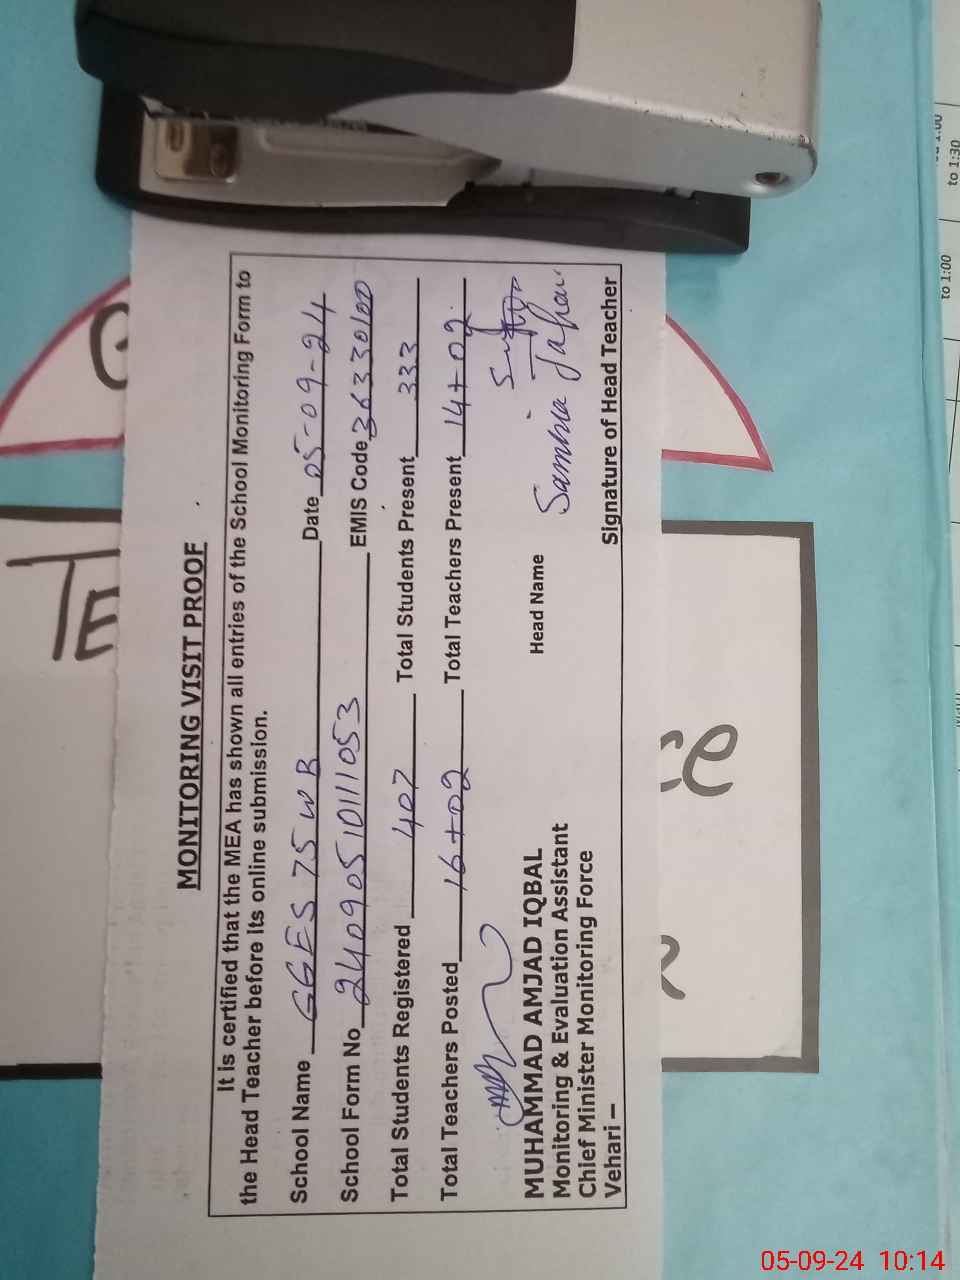 MONITORING VISIT PROOF
It is certified that the MEA has shown all entries of the School Monitoring Form to
the Head Teacher before its online submission.
School Name GGES 75 WB Date 05-09-24
School Form No 240905101111053 EMIS Code 36330100
Total Students Registered 407 Total Students Present 333
Total Teachers Posted 16+02 Total Teachers Present 14+02
MUHAMMAD AMJAD IQBAL
Monitoring & Evaluation Assistant
Chief Minister Monitoring Force
Vehari –
Head Name Samhia
Signature of Head Teacher
TE
ce
to 1:00
to 1:30
05-09-24 10:14